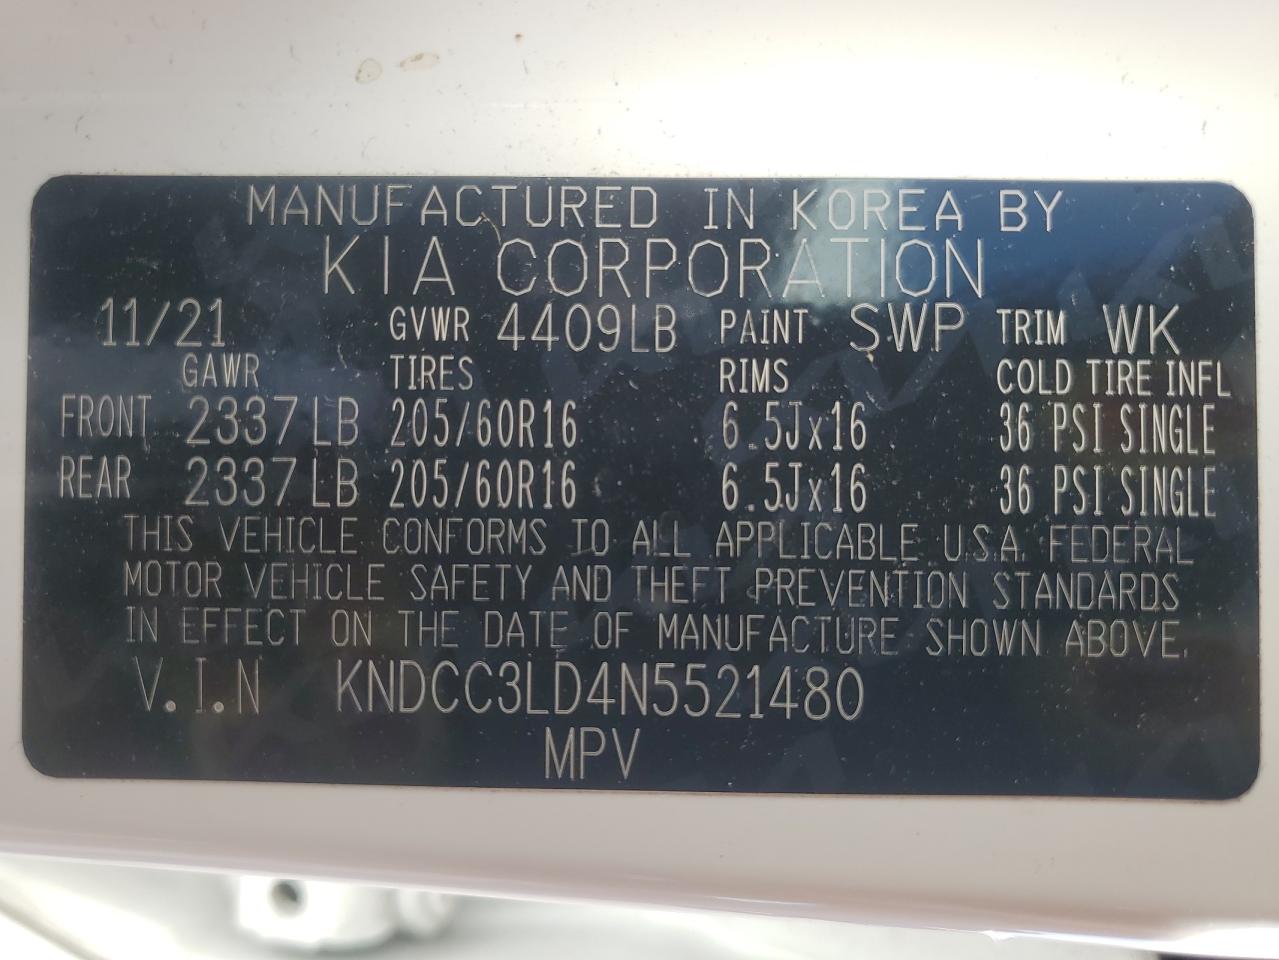 MANUFACTURED IN KOREA BY
KIA CORPORATION
11/21 GVWR 4409LB PAINT SWP TRIM WK
GAWR TIRES RIMS COLD TIRE INFL
FRONT 2337LB 205/60R16 6.5Jx16 36 PSI SINGLE
REAR 2337LB 205/60R16 6.5Jx16 36 PSI SINGLE
THIS VEHICLE CONFORMS TO ALL APPLICABLE U.S.A. FEDERAL
MOTOR VEHICLE SAFETY AND THEFT PREVENTION STANDARDS
IN EFFECT ON THE DATE OF MANUFACTURE SHOWN ABOVE.
V.I.N KNDCC3LD4N5521480
MPV